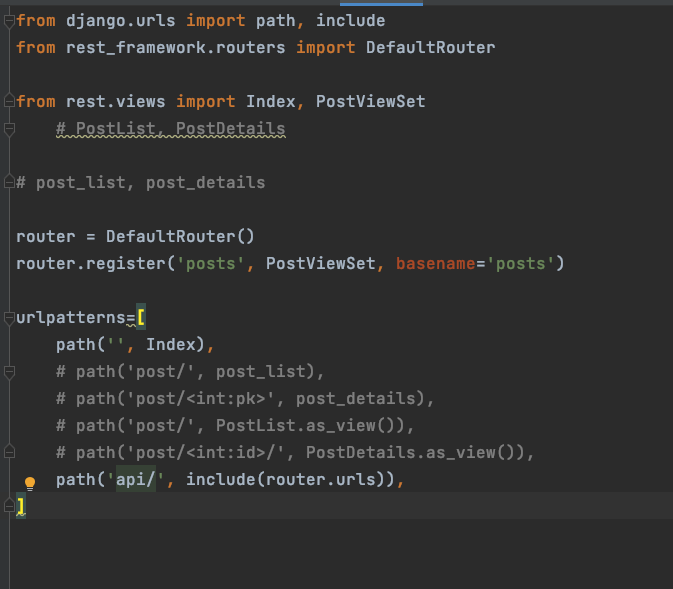 from django.urls import path, include
from rest_framework.routers import DefaultRouter
from rest.views import Index, PostViewSet
    # PostList, PostDetails
# post_list, post_details
router = DefaultRouter()
router.register('posts', PostViewSet, basename='posts')
urlpatterns=[
    path('', Index),
    # path('post/', post_list),
    # path('post/<int:pk>', post_details),
    # path('post/', PostList.as_view()),
    # path('post/<int:id>/', PostDetails.as_view()),
    path('api/', include(router.urls)),
]